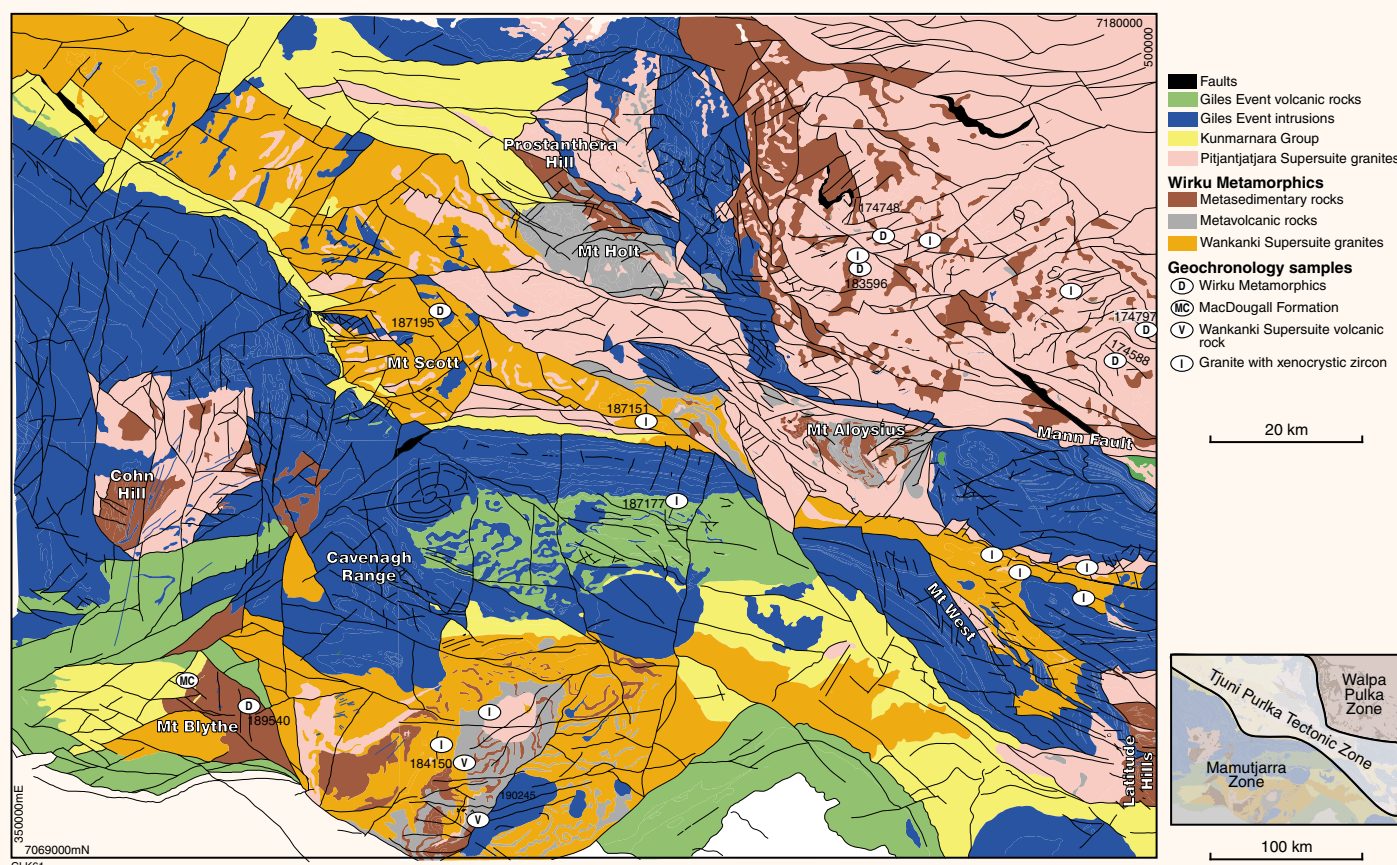 7180000
500000
Prostanthera
Hill
174748
Mt Holt
183596
187195
174797
174588
Mt Scott
187151
Mt Aloysius
Mann Fault
Cohn
Hill
187177
Cavenagh
Range
Mt West
MC
D
189540
Mt Blythe
I
184150
V
190245
Latitude
Hills
350000mE
7069000mN
Faults
Giles Event volcanic rocks
Giles Event intrusions
Kunmarnara Group
Pitjantjatjara Supersuite granites
Wirku Metamorphics
Metasedimentary rocks
Metavolcanic rocks
Wankanki Supersuite granites
Geochronology samples
D Wirku Metamorphics
MC MacDougall Formation
V Wankanki Supersuite volcanic
rock
I Granite with xenocrystic zircon
20 km
Walpa
Pulka
Zone
Tjuni Purlka Tectonic Zone
Mamutjarra
Zone
100 km